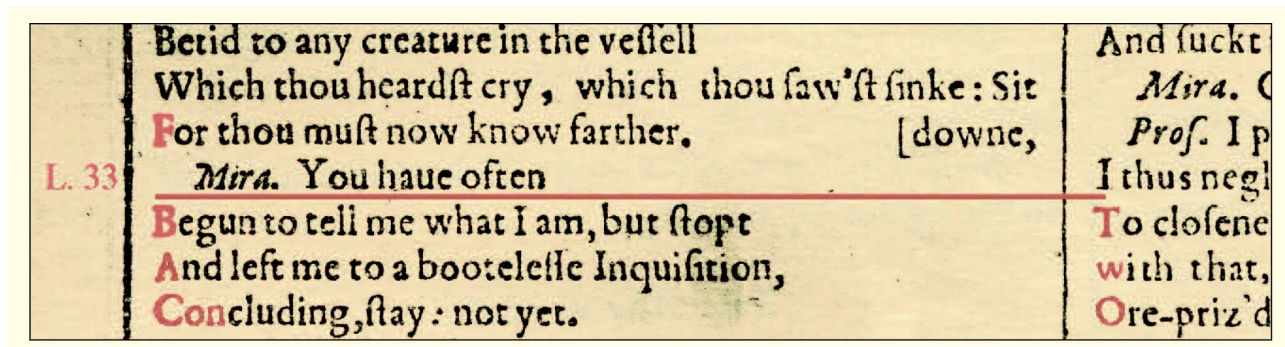 Betid to any creature in the veſſell
Which thou heardſt cry, which thou ſaw'ſt ſinke: Sit
For thou muſt now know farther. [downe,
L. 33
Mira. You haue often
Begun to tell me what I am, but ſtopt
And left me to a booteleſſe Inquiſition,
Concluding, ſtay: not yet.
And ſuckt
Mira.
Proſ. I p
I thus negl
To cloſene
with that,
Ore-priz'd